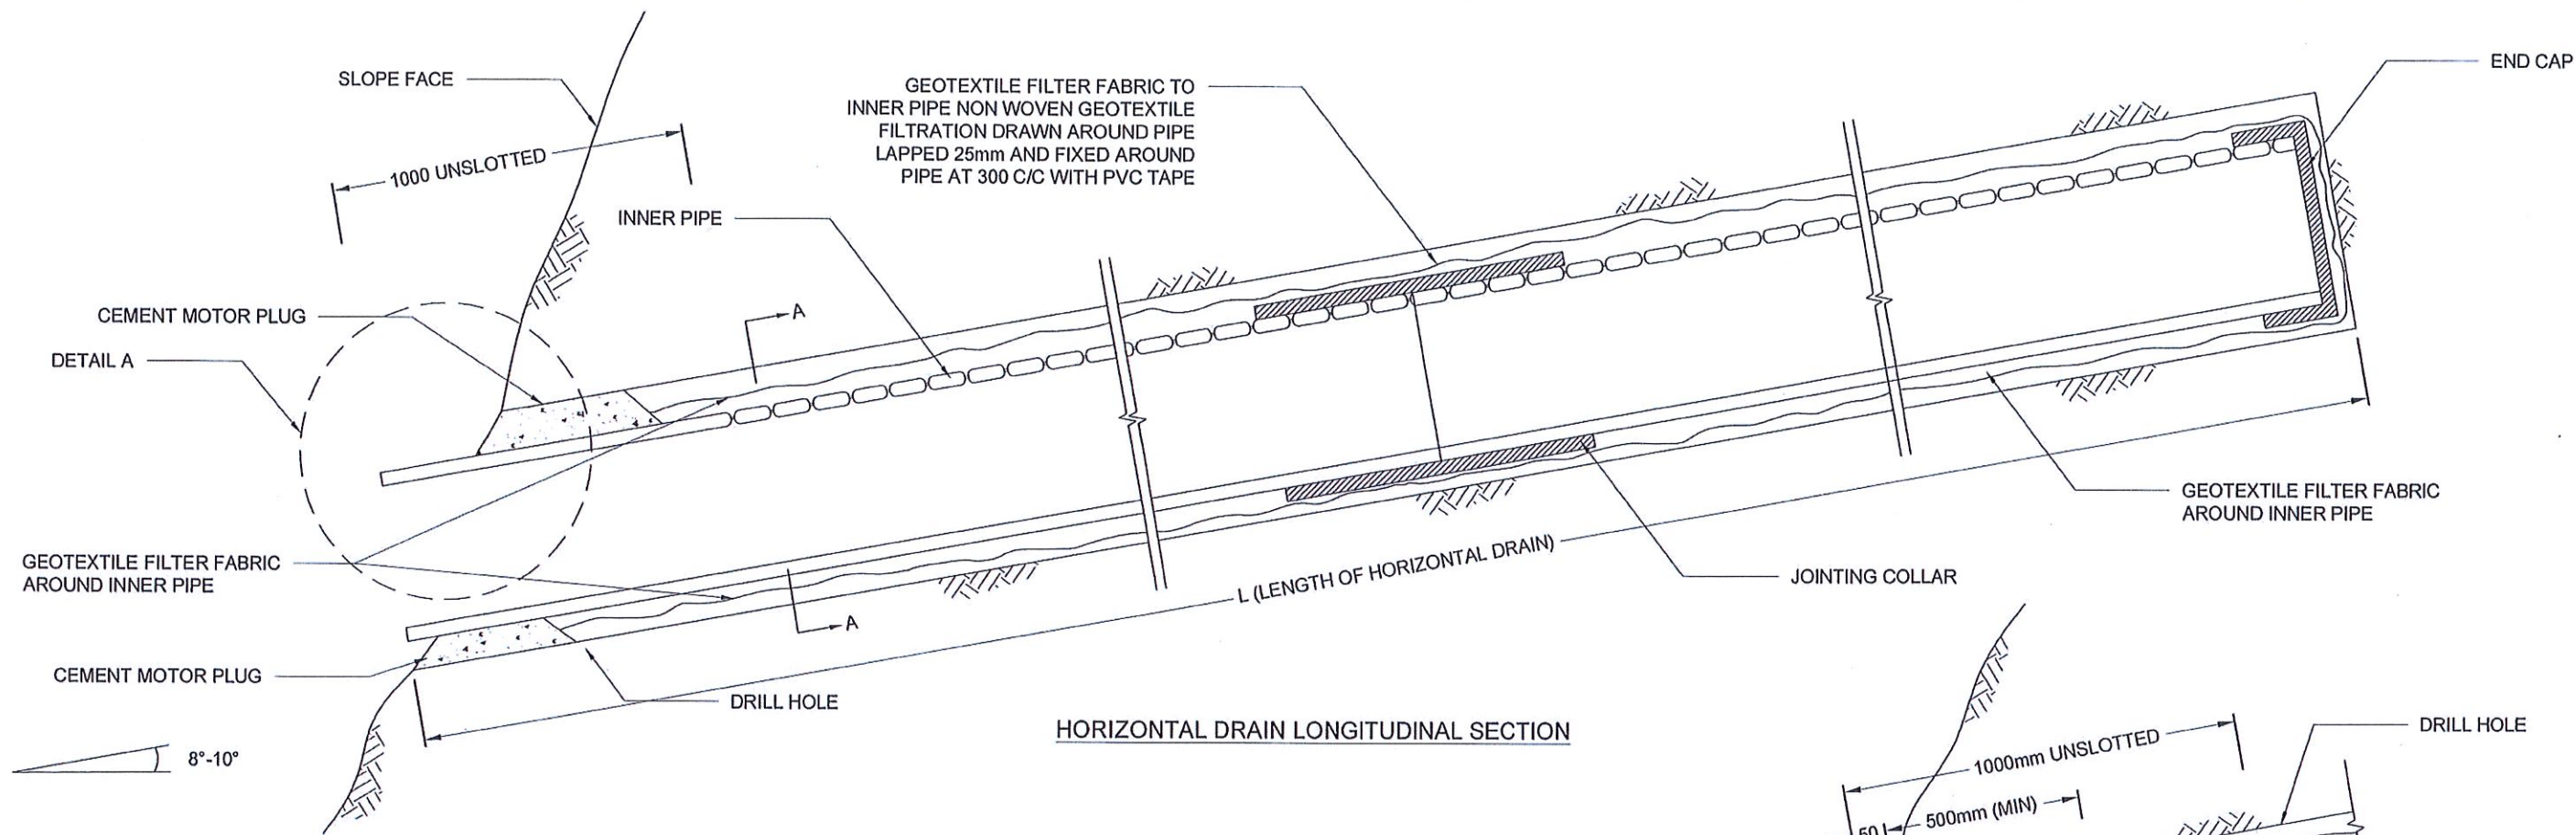 SLOPE FACE
1000 UNSLOTTED
GEOTEXTILE FILTER FABRIC TO
INNER PIPE NON WOVEN GEOTEXTILE
FILTRATION DRAWN AROUND PIPE
LAPPED 25mm AND FIXED AROUND
PIPE AT 300 C/C WITH PVC TAPE
END CAP
INNER PIPE
CEMENT MOTOR PLUG
A
DETAIL A
GEOTEXTILE FILTER FABRIC
AROUND INNER PIPE
GEOTEXTILE FILTER FABRIC
AROUND INNER PIPE
JOINTING COLLAR
L (LENGTH OF HORIZONTAL DRAIN)
A
CEMENT MOTOR PLUG
DRILL HOLE
HORIZONTAL DRAIN LONGITUDINAL SECTION
8°-10°
DRILL HOLE
1000mm UNSLOTTED
500mm (MIN)
50